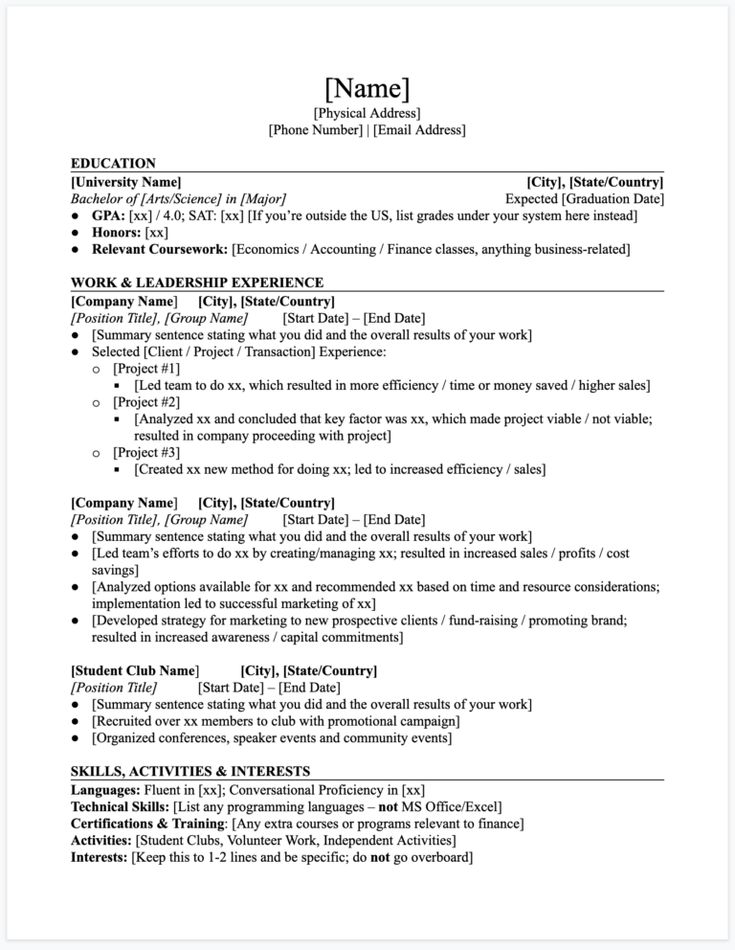 [Name]
[Physical Address]
[Phone Number] | [Email Address]
EDUCATION
[University Name] [City], [State/Country]
Bachelor of [Arts/Science] in [Major] Expected [Graduation Date]
● GPA: [xx] / 4.0; SAT: [xx] [If you’re outside the US, list grades under your system here instead]
● Honors: [xx]
● Relevant Coursework: [Economics / Accounting / Finance classes, anything business-related]
WORK & LEADERSHIP EXPERIENCE
[Company Name] [City], [State/Country]
[Position Title], [Group Name] [Start Date] – [End Date]
● [Summary sentence stating what you did and the overall results of your work]
● Selected [Client / Project / Transaction] Experience:
o [Project #1]
▪ [Led team to do xx, which resulted in more efficiency / time or money saved / higher sales]
o [Project #2]
▪ [Analyzed xx and concluded that key factor was xx, which made project viable / not viable;
resulted in company proceeding with project]
o [Project #3]
▪ [Created xx new method for doing xx; led to increased efficiency / sales]
[Company Name] [City], [State/Country]
[Position Title], [Group Name] [Start Date] – [End Date]
● [Summary sentence stating what you did and the overall results of your work]
● [Led team’s efforts to do xx by creating/managing xx; resulted in increased sales / profits / cost
savings]
● [Analyzed options available for xx and recommended xx based on time and resource considerations;
implementation led to successful marketing of xx]
● [Developed strategy for marketing to new prospective clients / fund-raising / promoting brand;
resulted in increased awareness / capital commitments]
[Student Club Name] [City], [State/Country]
[Position Title] [Start Date] – [End Date]
● [Summary sentence stating what you did and the overall results of your work]
● [Recruited over xx members to club with promotional campaign]
● [Organized conferences, speaker events and community events]
SKILLS, ACTIVITIES & INTERESTS
Languages: Fluent in [xx]; Conversational Proficiency in [xx]
Technical Skills: [List any programming languages – not MS Office/Excel]
Certifications & Training: [Any extra courses or programs relevant to finance]
Activities: [Student Clubs, Volunteer Work, Independent Activities]
Interests: [Keep this to 1-2 lines and be specific; do not go overboard]